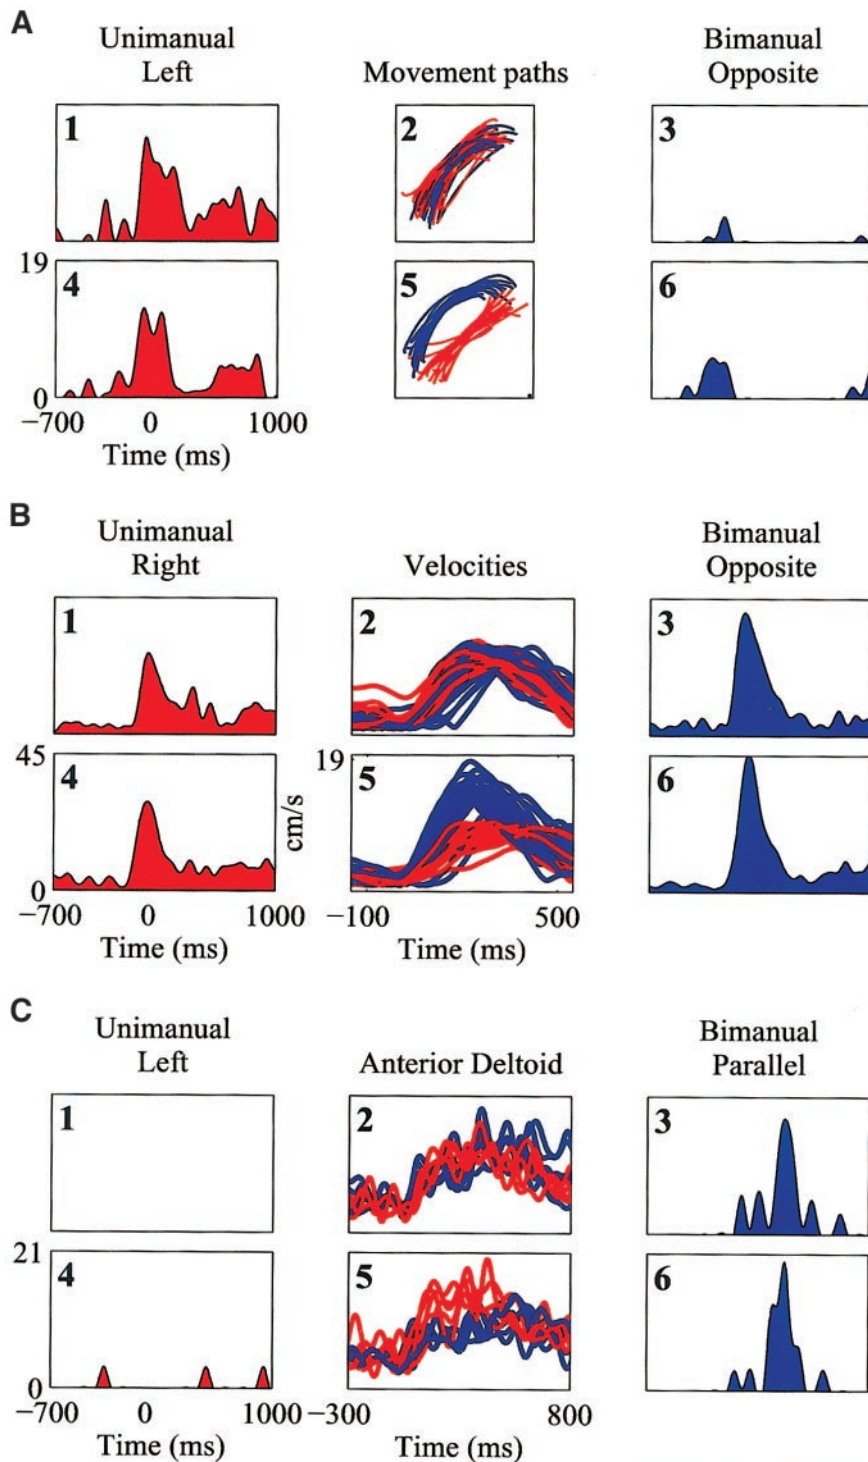 A
Unimanual
Left
Movement paths
Bimanual
Opposite
1
2
3
19
4
5
6
0
−700 0 1000
Time (ms)
B
Unimanual
Right
Velocities
Bimanual
Opposite
1
2
3
45
4
cm/s
19
5
6
0
−700 0 1000
−100 500
Time (ms)
Time (ms)
C
Unimanual
Left
Anterior Deltoid
Bimanual
Parallel
1
2
3
21
4
5
6
0
−700 0 1000
−300 800
Time (ms)
Time (ms)